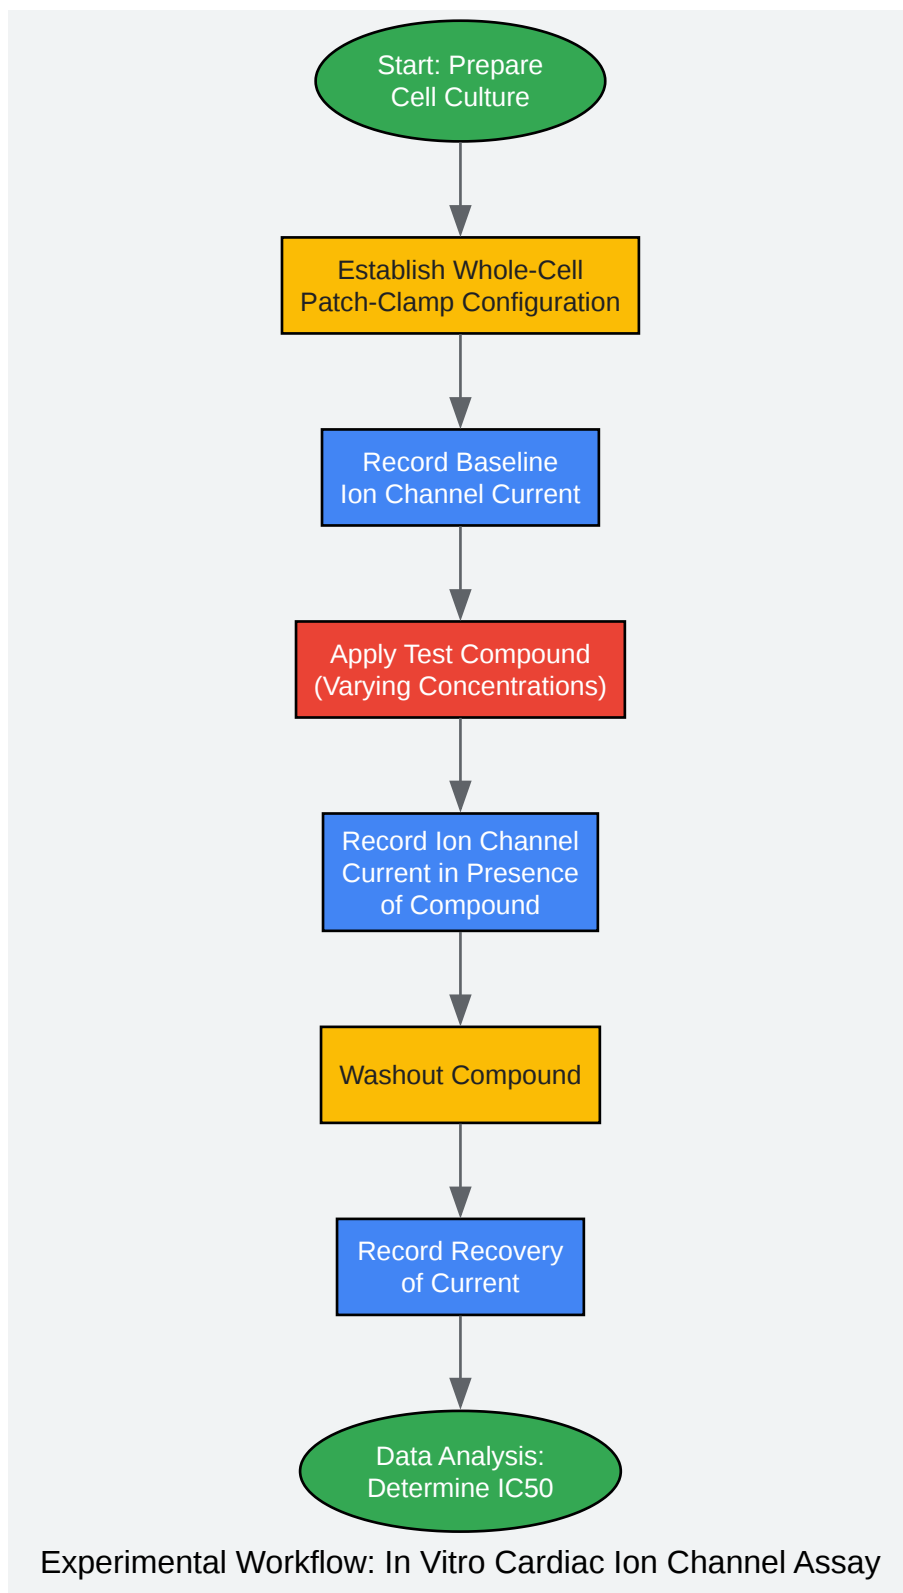 Start: Prepare
Cell Culture
Establish Whole-Cell
Patch-Clamp Configuration
Record Baseline
Ion Channel Current
Apply Test Compound
(Varying Concentrations)
Record Ion Channel
Current in Presence
of Compound
Washout Compound
Record Recovery
of Current
Data Analysis:
Determine IC50
Experimental Workflow: In Vitro Cardiac Ion Channel Assay